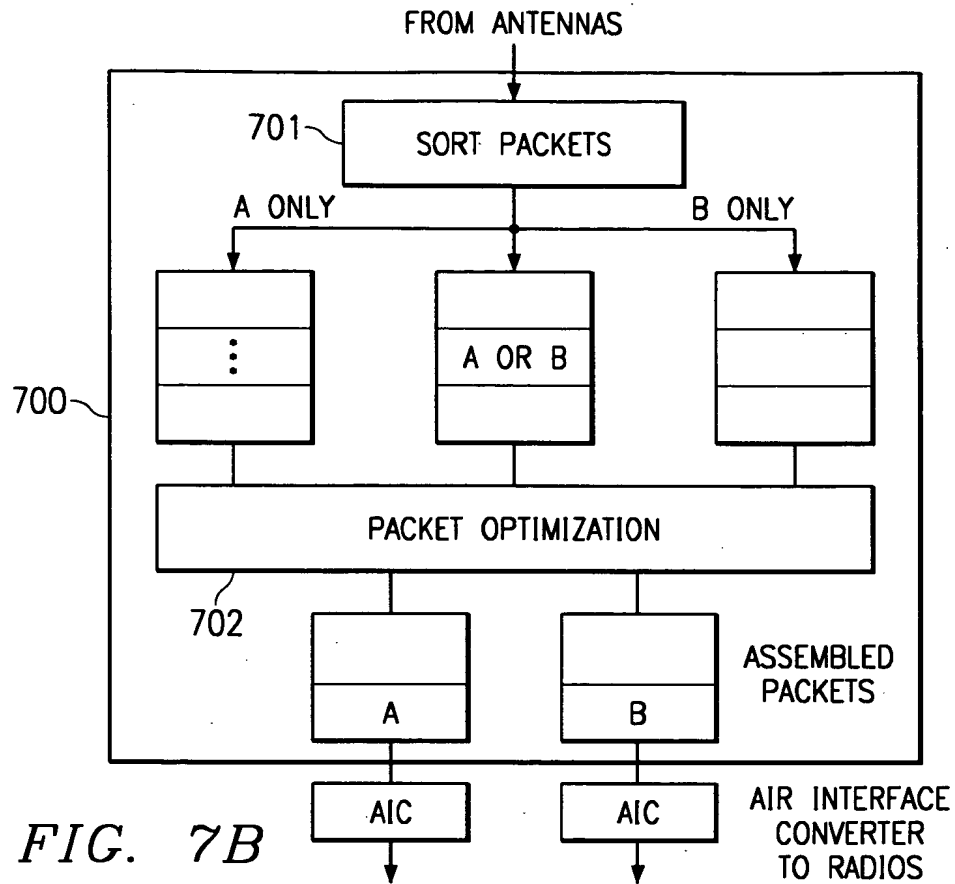 FROM ANTENNAS
701
SORT PACKETS
A ONLY
B ONLY
A OR B
700
PACKET OPTIMIZATION
702
ASSEMBLED
PACKETS
A
B
AIC
AIC
AIR INTERFACE
CONVERTER
TO RADIOS
FIG. 7B